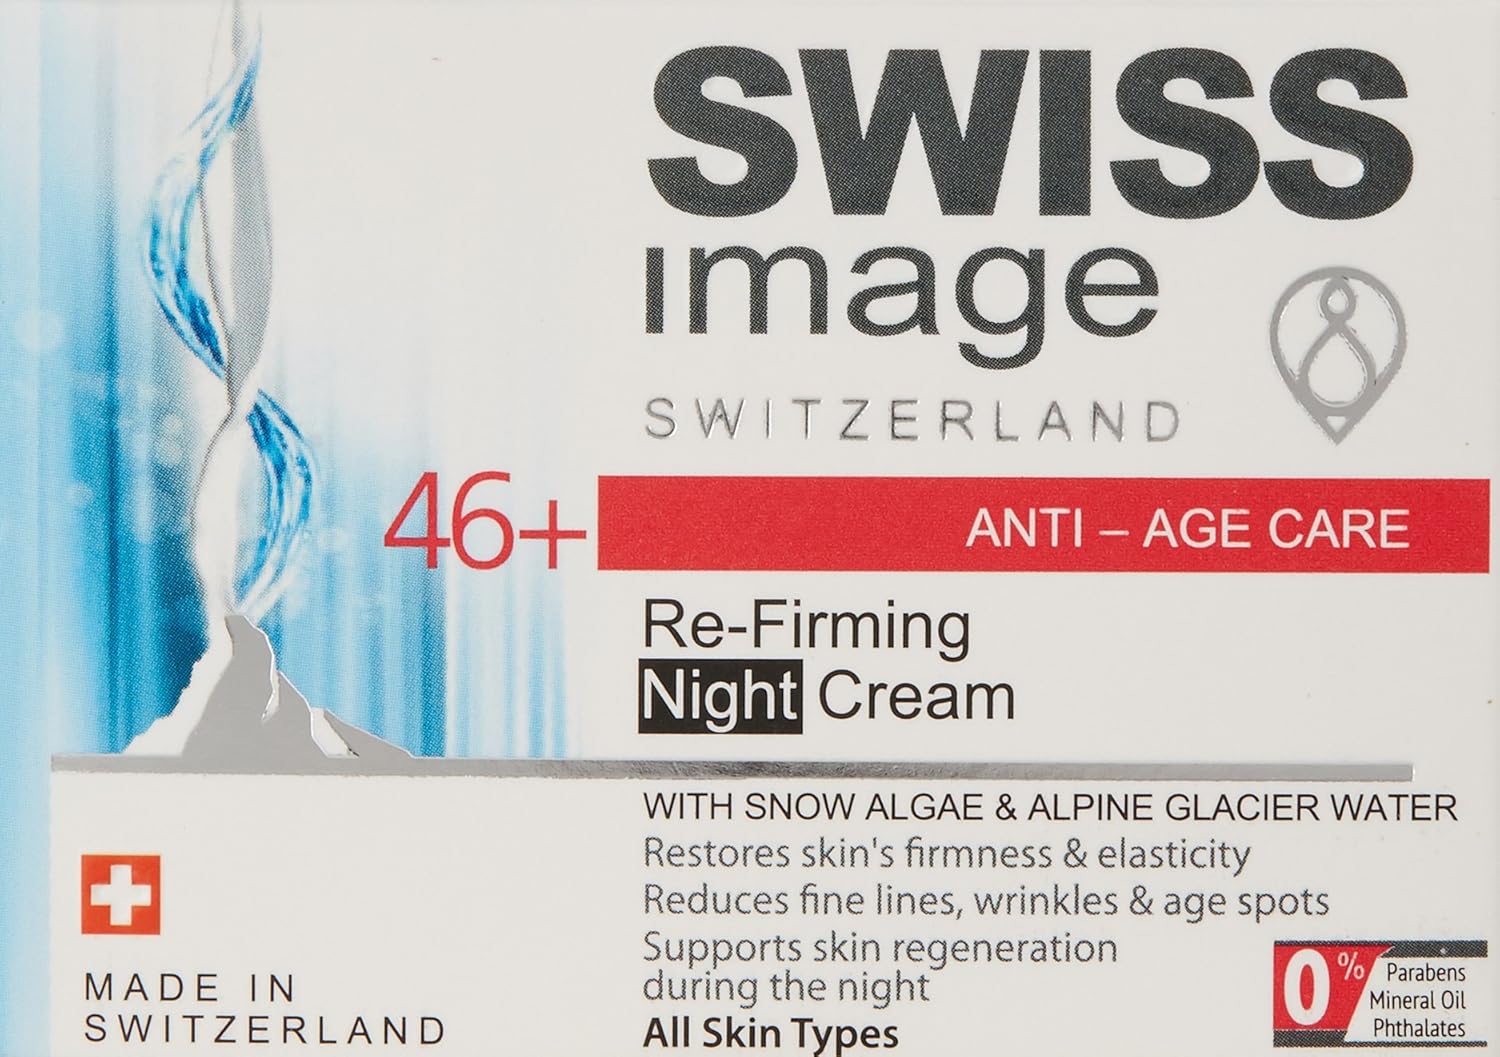 SWISS
image
SWITZERLAND
46+
ANTI – AGE CARE
Re-Firming
Night Cream
WITH SNOW ALGAE & ALPINE GLACIER WATER
Restores skin's firmness & elasticity
Reduces fine lines, wrinkles & age spots
Supports skin regeneration
during the night
All Skin Types
MADE IN
SWITZERLAND
0%
Parabens
Mineral Oil
Phthalates